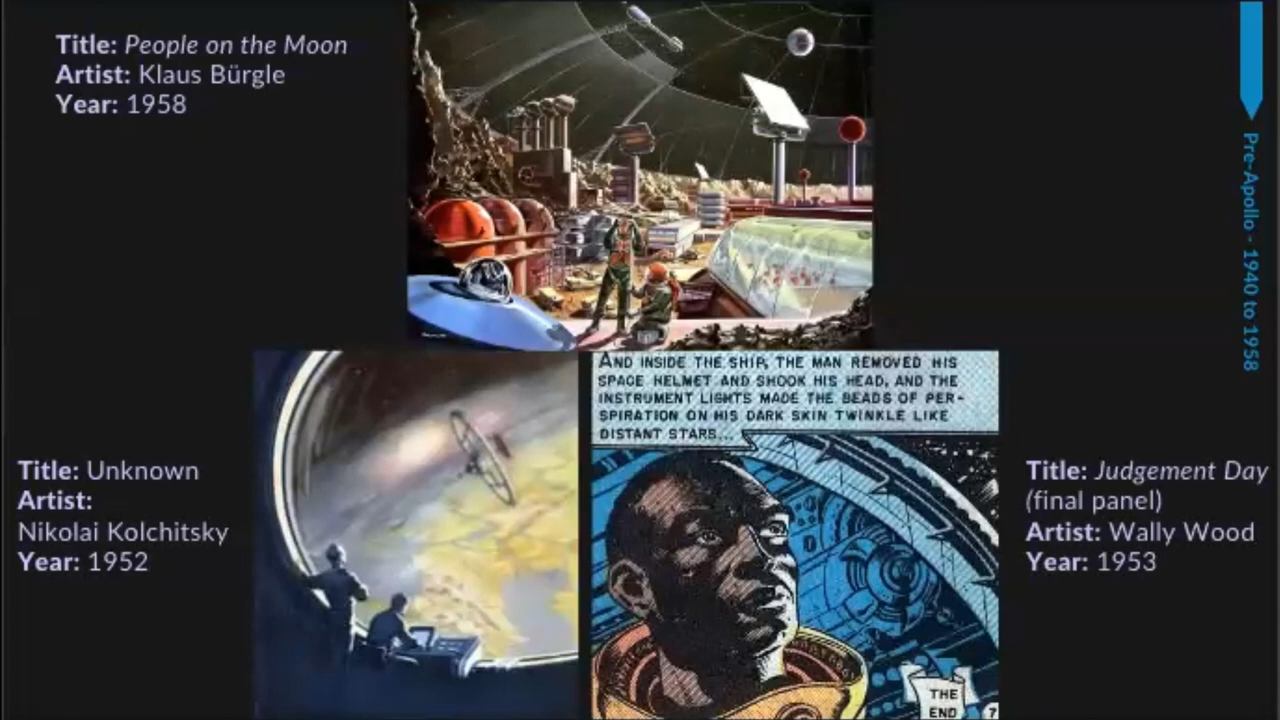 Title: People on the Moon
Artist: Klaus Bürgle
Year: 1958
Pre-Apollo - 1940 to 1958
Title: Unknown
Artist:
Nikolai Kolchitsky
Year: 1952
AND INSIDE THE SHIP, THE MAN REMOVED HIS
SPACE HELMET AND SHOOK HIS HEAD, AND THE
INSTRUMENT LIGHTS MADE THE BEADS OF PER-
SPIRATION ON HIS DARK SKIN TWINKLE LIKE
DISTANT STARS...
THE
END
7
Title: Judgement Day
(final panel)
Artist: Wally Wood
Year: 1953